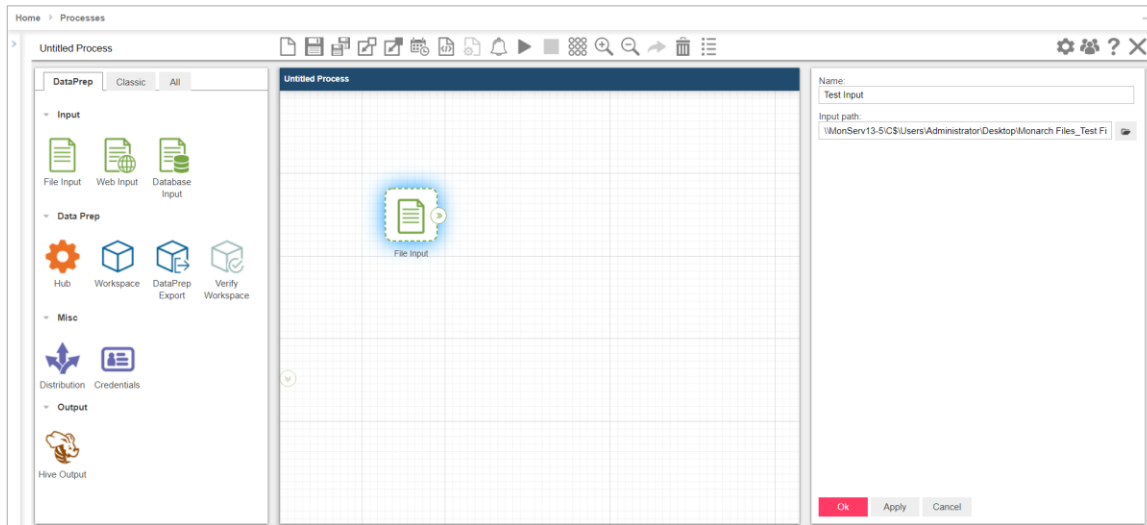 Home > Processes
Untitled Process
DataPrep Classic All
Input
File Input Web Input Database Input
Data Prep
Hub Workspace DataPrep Export Verify Workspace
Misc
Distribution Credentials
Output
Hive Output
Untitled Process
File Input
Name:
Test Input
Input path:
\\MonServ13-5\C$\Users\Administrator\Desktop\Monarch Files_Test Fi
Ok Apply Cancel